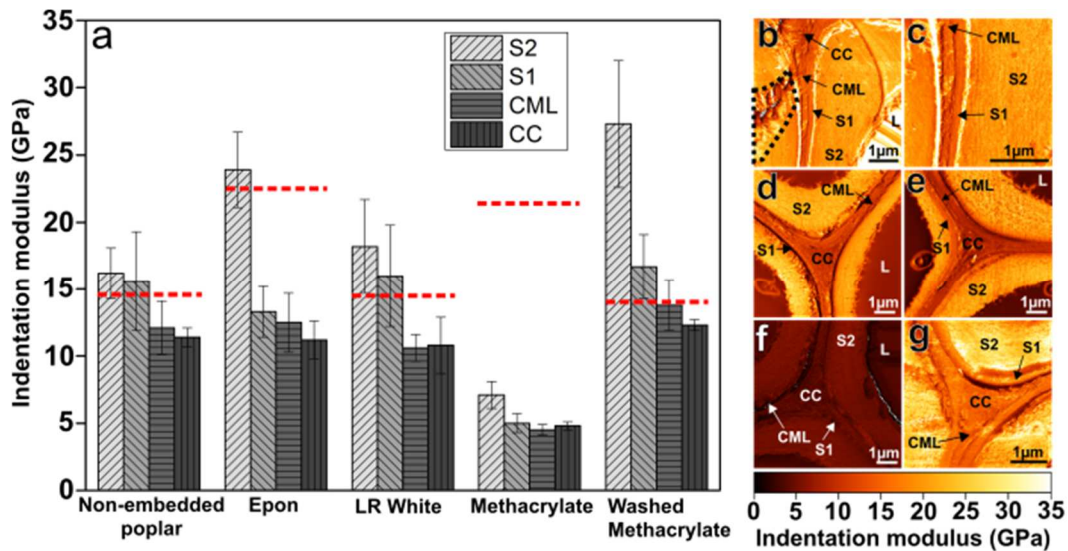 a
Indentation modulus (GPa)
35
30
25
20
15
10
5
0
S2
S1
CML
CC
Non-embedded
poplar
Epon
LR White
Methacrylate
Washed
Methacrylate
b
CC
CML
S1
S2
L
1µm
c
CML
S2
S1
1µm
d
CML
S2
S1
CC
L
1µm
e
CML
L
S1
CC
S2
1µm
f
S2
L
CC
CML
S1
1µm
g
S2
S1
CC
CML
1µm
0 5 10 15 20 25 30 35
Indentation modulus (GPa)